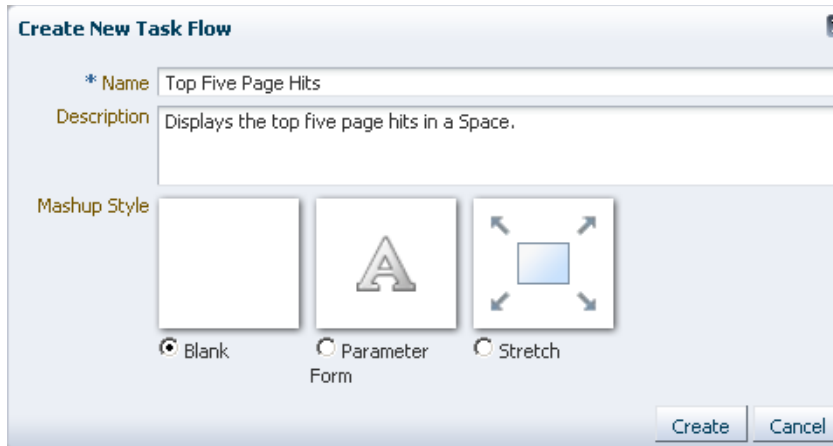 Create New Task Flow
* Name Top Five Page Hits
Description Displays the top five page hits in a Space.
Mashup Style
A
Blank
Parameter
Form
Stretch
Create
Cancel